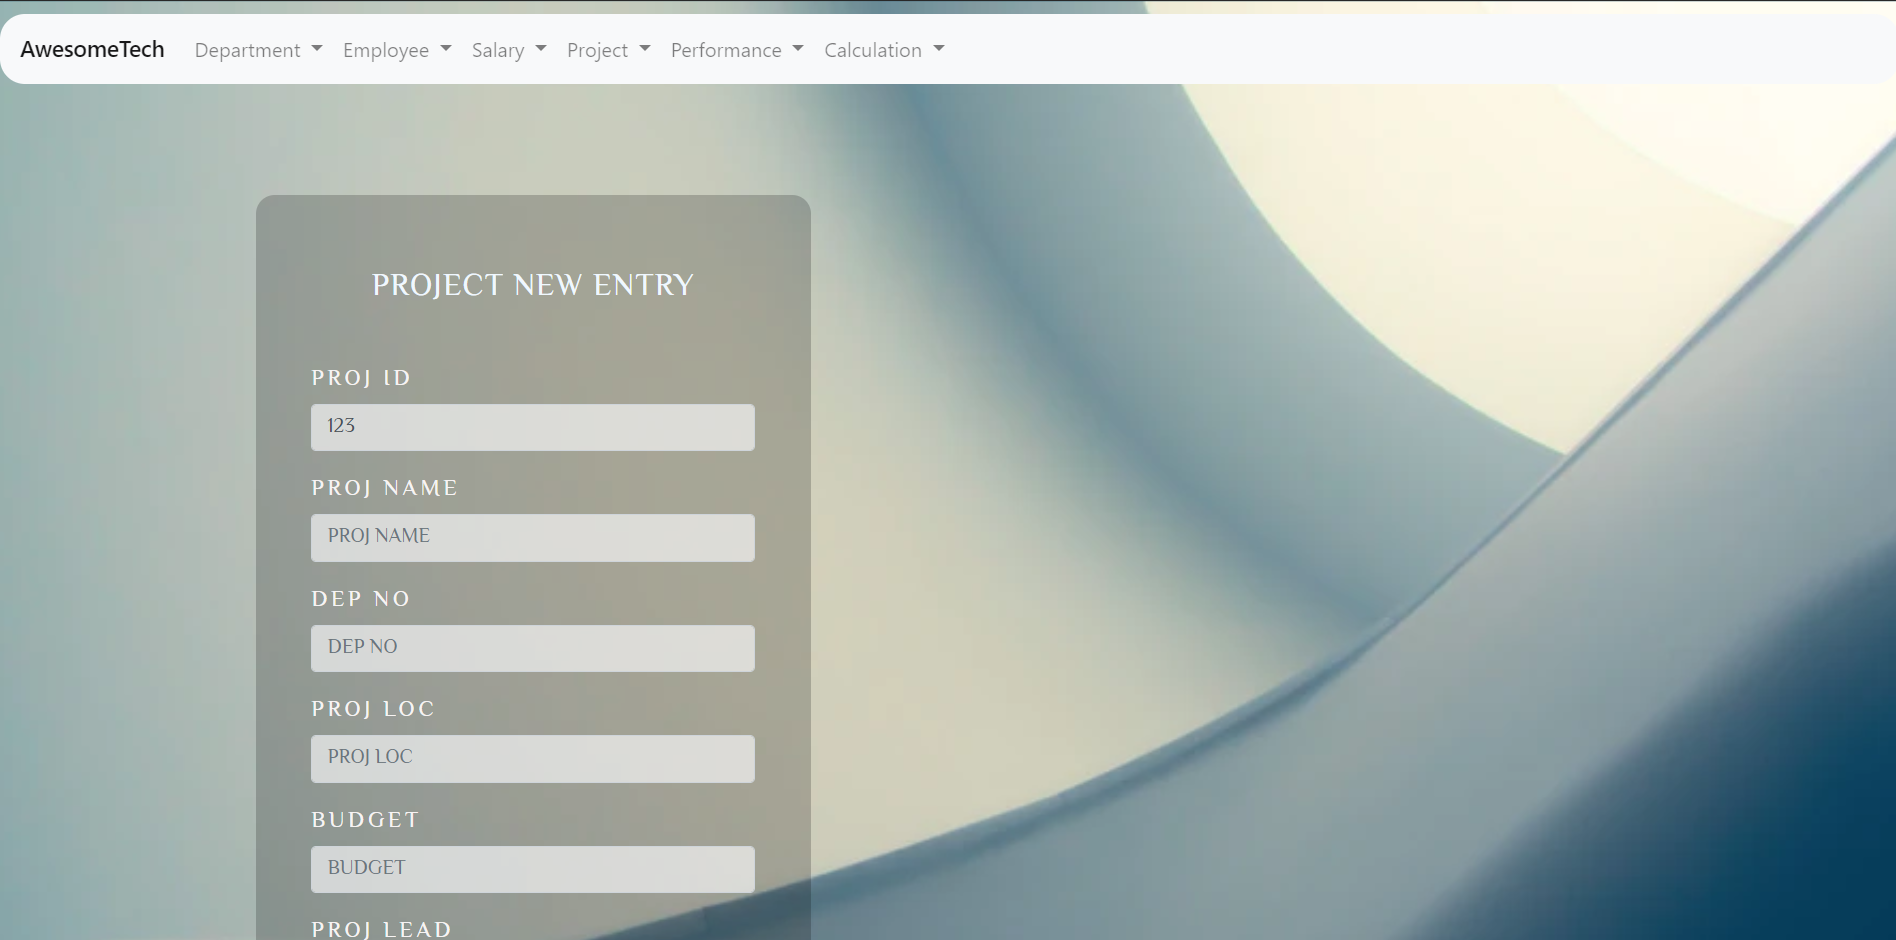 AwesomeTech Department Employee Salary Project Performance Calculation
PROJECT NEW ENTRY
PROJ ID
123
PROJ NAME
PROJ NAME
DEP NO
DEP NO
PROJ LOC
PROJ LOC
BUDGET
BUDGET
PROJ LEAD